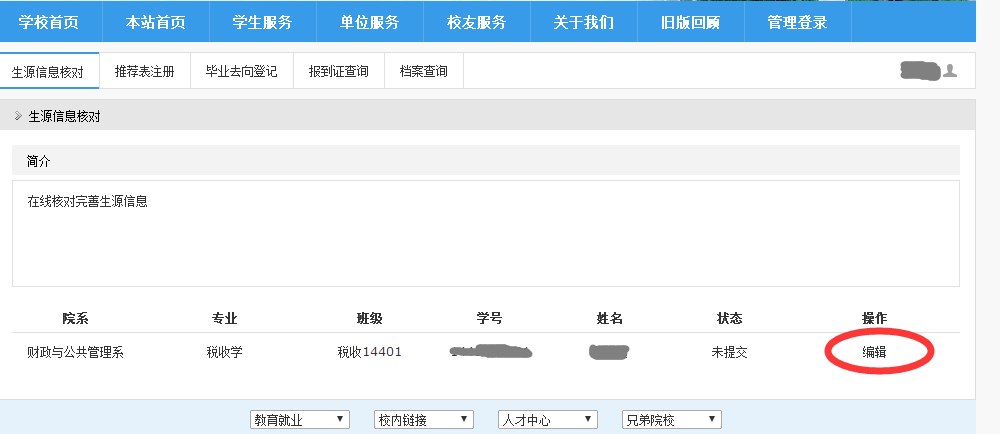 学校首页 本站首页 学生服务 单位服务 校友服务 关于我们 旧版回顾 管理登录
生源信息核对 推荐表注册 毕业去向登记 报到证查询 档案查询
生源信息核对
简介
在线核对完善生源信息
院系 专业 班级 学号 姓名 状态 操作
财政与公共管理系 税收学 税收14401 未提交 编辑
教育就业 校内链接 人才中心 兄弟院校